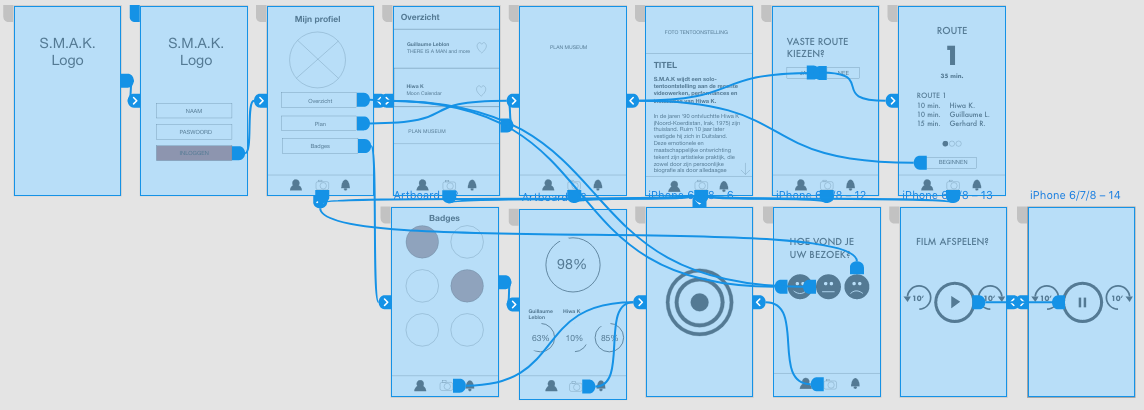 S.M.A.K.
Logo
S.M.A.K.
Logo
NAAM
PASWOORD
INLOGGEN
Mijn profiel
Overzicht
Plan
Badges
Overzicht
Guillaume Leblon
THERE IS A MAN and more
Hiwa K
Moon Calendar
PLAN MUSEUM
PLAN MUSEUM
FOTO TENTOONSTELLING
TITEL
S.M.A.K wijdt een solo-
tentoonstelling aan de recente
videowerken, performances en
van Hiwa K.
In de jaren '90 ontvluchtte Hiwa K
(Noord-Koerdistan, Irak, 1975) zijn
thuisland. Ruim 10 jaar later
vestigde hij zich in Duitsland.
Deze emotionele en
maatschappelijke ontwrichting
tekent zijn artistieke praktijk, die
zowel door zijn persoonlijke
biografie als door alledaagse
VASTE ROUTE
KIEZEN?
NEE
ROUTE
1
35 min.
ROUTE 1
10 min. Hiwa K.
10 min. Guillaume L.
15 min. Gerhard R.
BEGINNEN
Artboard
Artboard
iPhone 6/7/8 – 6
iPhone 6/7/8 – 12
iPhone 6/7/8 – 13
iPhone 6/7/8 – 14
Badges
98%
Guillaume
Leblon
Hiwa K.
63%
10%
85%
HOE VOND JE
UW BEZOEK?
FILM AFSPELEN?
10'
10'
10'
10'